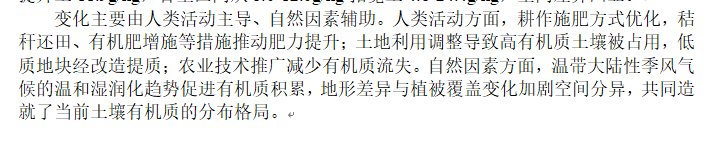 变化主要由人类活动主导、自然因素辅助。人类活动方面，耕作施肥方式优化，秸
秆还田、有机肥增施等措施推动肥力提升；土地利用调整导致高有机质土壤被占用，低
质地块经改造提质；农业技术推广减少有机质流失。自然因素方面，温带大陆性季风气
候的温和湿润化趋势促进有机质积累，地形差异与植被覆盖变化加剧空间分异，共同造
就了当前土壤有机质的分布格局。